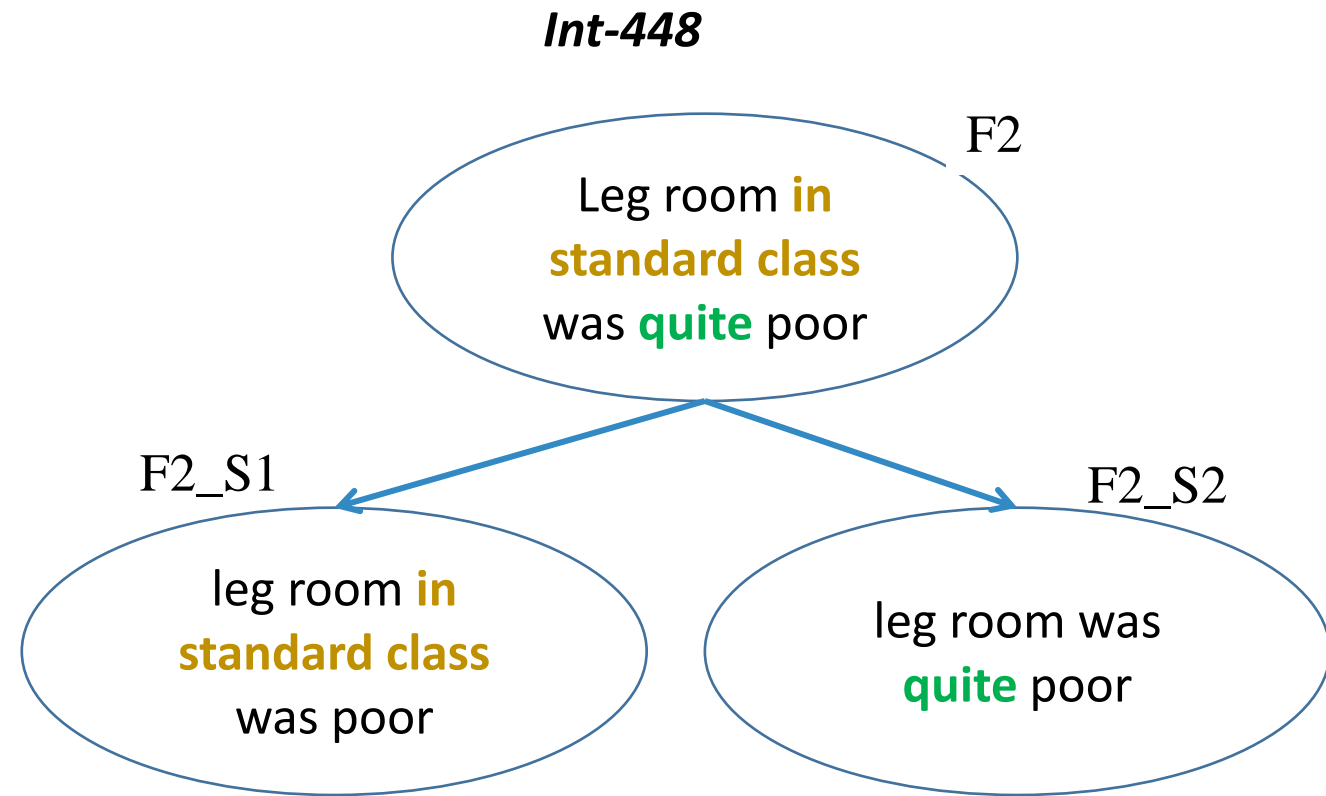 Int-448
F2
Leg room in
standard class
was quite poor
F2_S1
leg room in
standard class
was poor
F2_S2
leg room was
quite poor